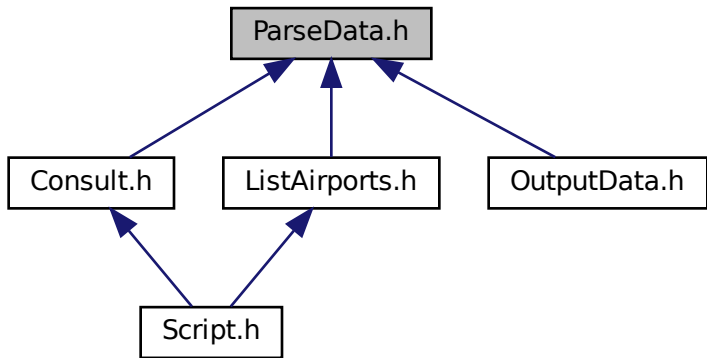 ParseData.h
Consult.h
ListAirports.h
OutputData.h
Script.h